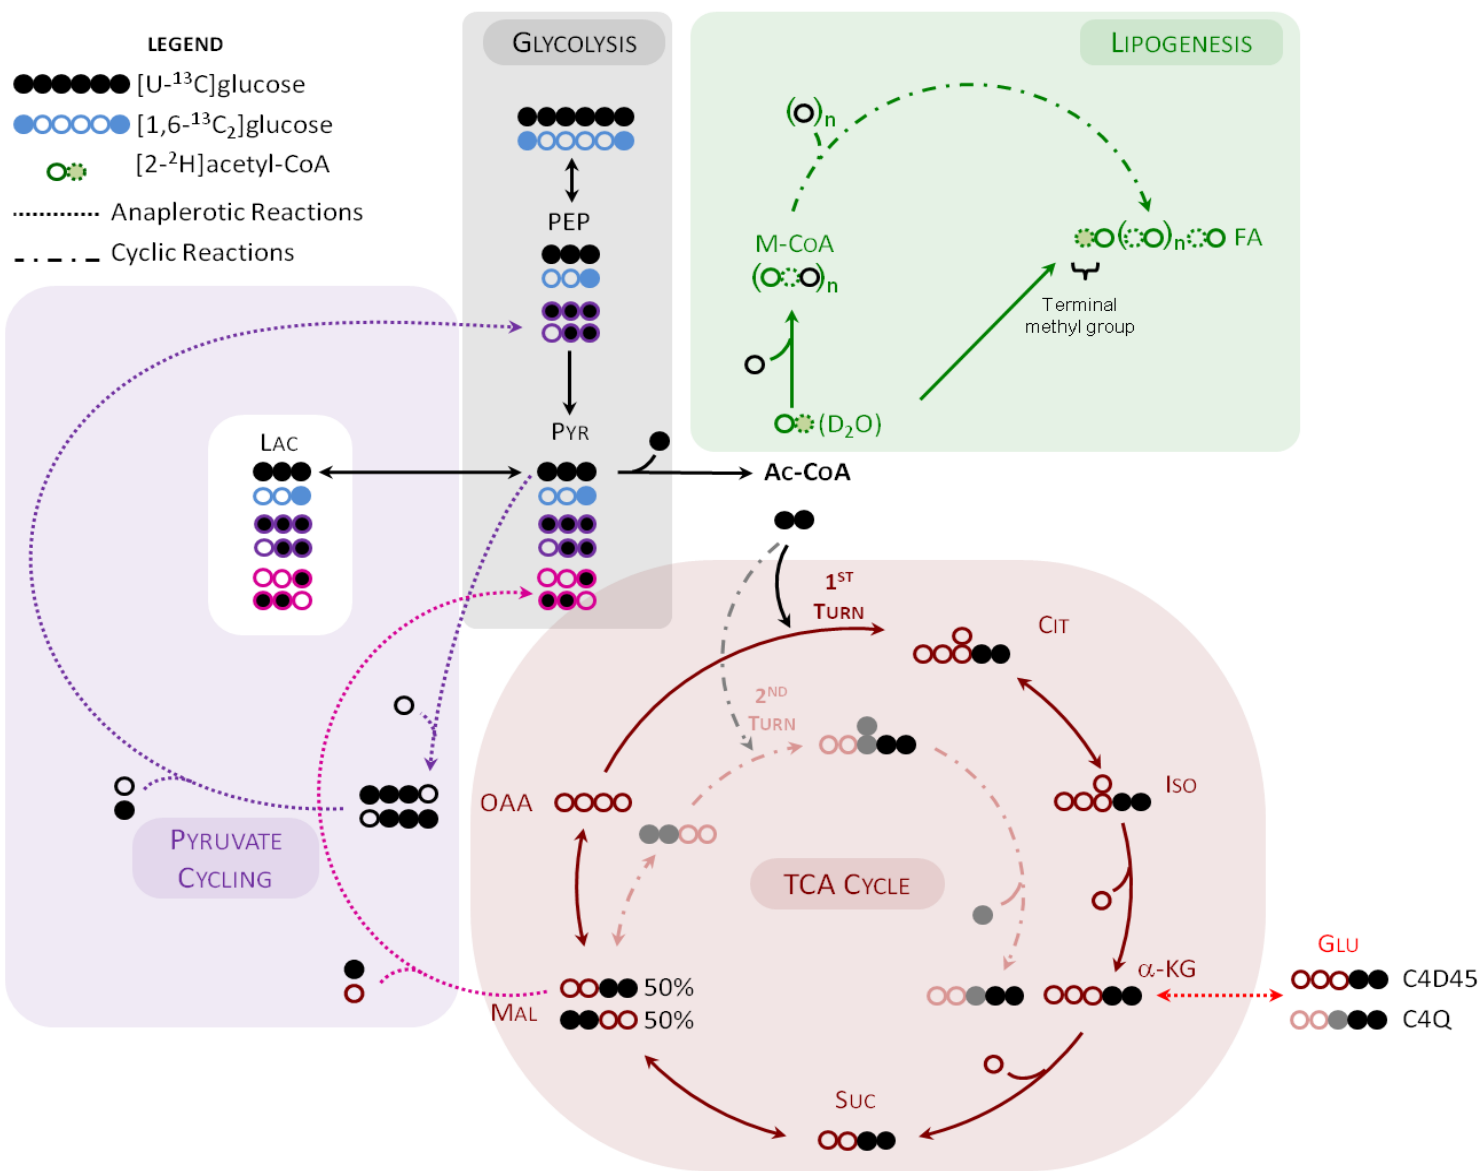 LEGEND
[U-¹³C]glucose
[1,6-¹³C₂]glucose
[2-²H]acetyl-CoA
Anaplerotic Reactions
Cyclic Reactions
GLYCOLYSIS
PEP
PYR
LAC
LIPOGENESIS
( )n
M-COA
( )n
( )n FA
Terminal
methyl group
(D₂O)
AC-COA
1ST
TURN
2ND
TURN
CIT
ISO
OAA
PYRUVATE
CYCLING
TCA CYCLE
α-KG
GLU
C4D45
C4Q
MAL
50%
50%
SUC